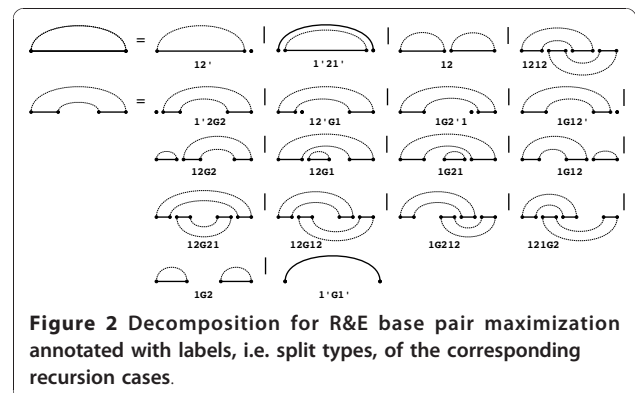 =
|
|
|
12'
1'21'
12
1212
=
|
|
|
1'2G2
12'G1
1G2'1
1G12'
|
|
|
12G2
12G1
1G21
1G12
|
|
|
12G21
12G12
1G212
121G2
|
1G2
1'G1'
Figure 2 Decomposition for R&E base pair maximization
annotated with labels, i.e. split types, of the corresponding
recursion cases.